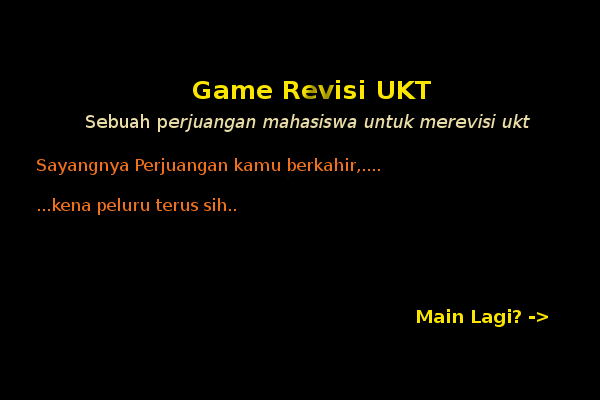 Game Revisi UKT
Sebuah perjuangan mahasiswa untuk merevisi ukt
Sayangnya Perjuangan kamu berkahir,....
...kena peluru terus sih..
Main Lagi? ->